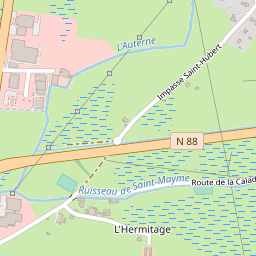 L'Auterne
Impasse Saint-Hubert
N 88
Ruisseau de Saint-Mayme
Route de la Calad
L'Hermitage